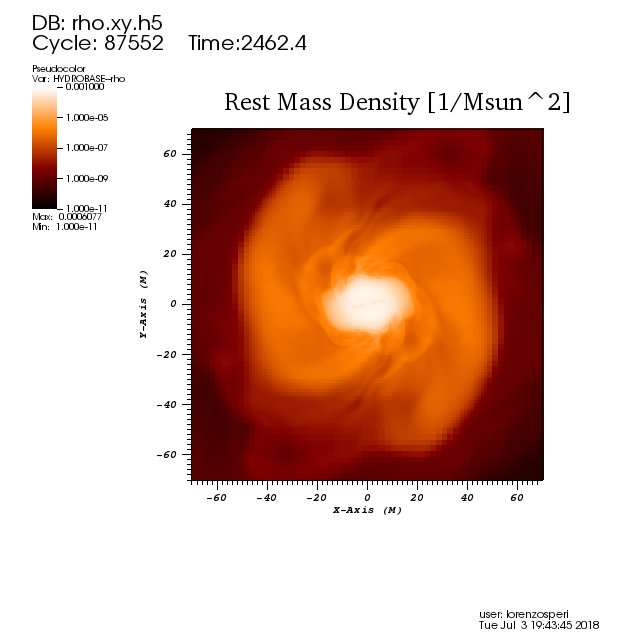 DB: rho.xy.h5
Cycle: 87552 Time:2462.4
Pseudocolor
Var: HYDROBASE--rho
0.001000
1.000e-05
1.000e-07
1.000e-09
1.000e-11
Max: 0.0006077
Min: 1.000e-11
Rest Mass Density [1/Msun^2]
60
40
20
0
-20
-40
-60
Y-Axis (M)
-60 -40 -20 0 20 40 60
X-Axis (M)
user: lorenzosperi
Tue Jul 3 19:43:45 2018